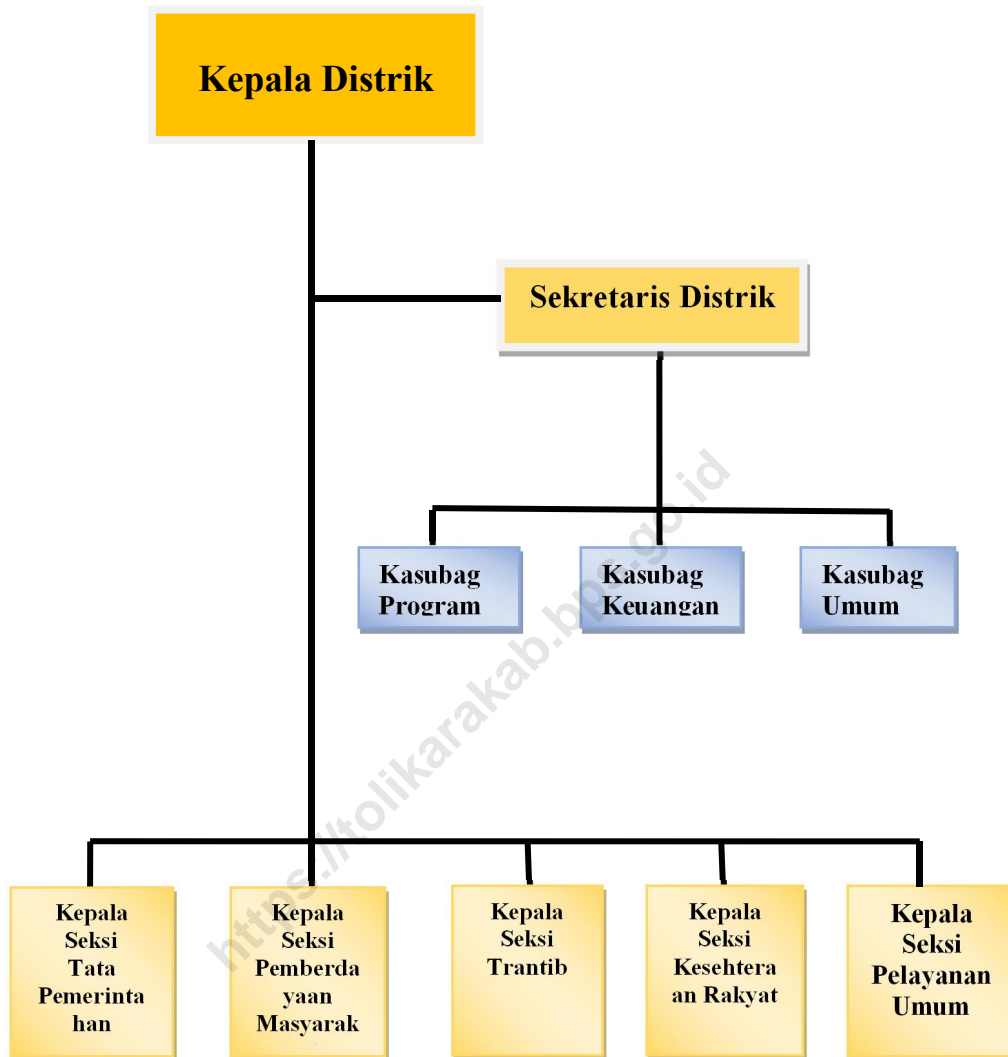 Kepala Distrik
Sekretaris Distrik
Kasubag
Program
Kasubag
Keuangan
Kasubag
Umum
https://tolikarakab.bps.go.id
Kepala
Seksi
Tata
Pemerinta
han
Kepala
Seksi
Pemberda
yaan
Masyarak
Kepala
Seksi
Trantib
Kepala
Seksi
Kesehtera
an Rakyat
Kepala
Seksi
Pelayanan
Umum